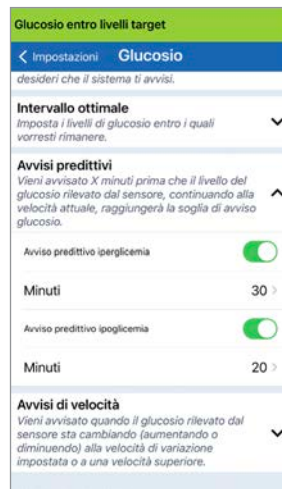 Glucosio entro livelli target
Impostazioni Glucosio
desideri che il sistema ti avvisi.
Intervallo ottimale
Imposta i livelli di glucosio entro i quali
vorresti rimanere.
Avvisi predittivi
Vieni avvisato X minuti prima che il livello del
glucosio rilevato dal sensore, continuando alla
velocità attuale, raggiungerà la soglia di avviso
glucosio.
Avviso predittivo iperglicemia
Minuti 30
Avviso predittivo ipoglicemia
Minuti 20
Avvisi di velocità
Vieni avvisato quando il glucosio rilevato dal
sensore sta cambiando (aumentando o
diminuendo) alla velocità di variazione
impostata o a una velocità superiore.